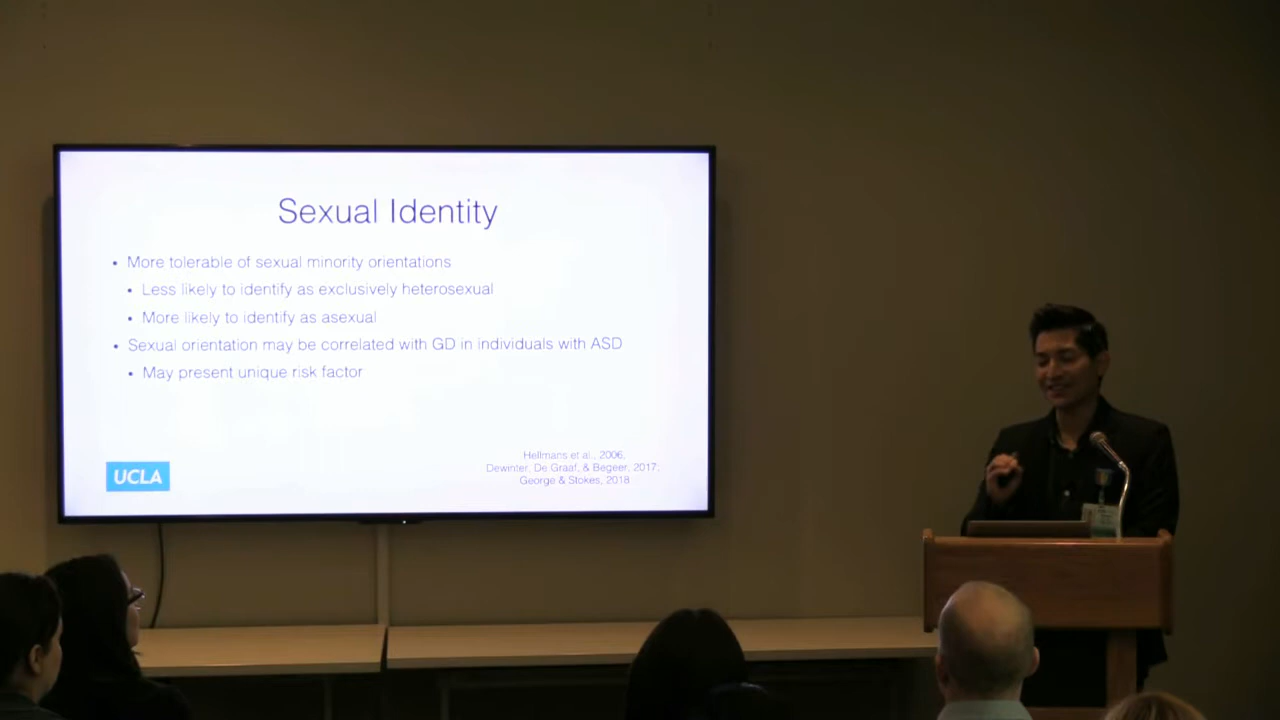 Sexual Identity
• More tolerable of sexual minority orientations
• Less likely to identify as exclusively heterosexual
• More likely to identify as asexual
• Sexual orientation may be correlated with GD in individuals with ASD
• May present unique risk factor
Hellmans et al., 2006,
Dewinter, De Graaf, & Begeer, 2017,
George & Stokes, 2018
UCLA